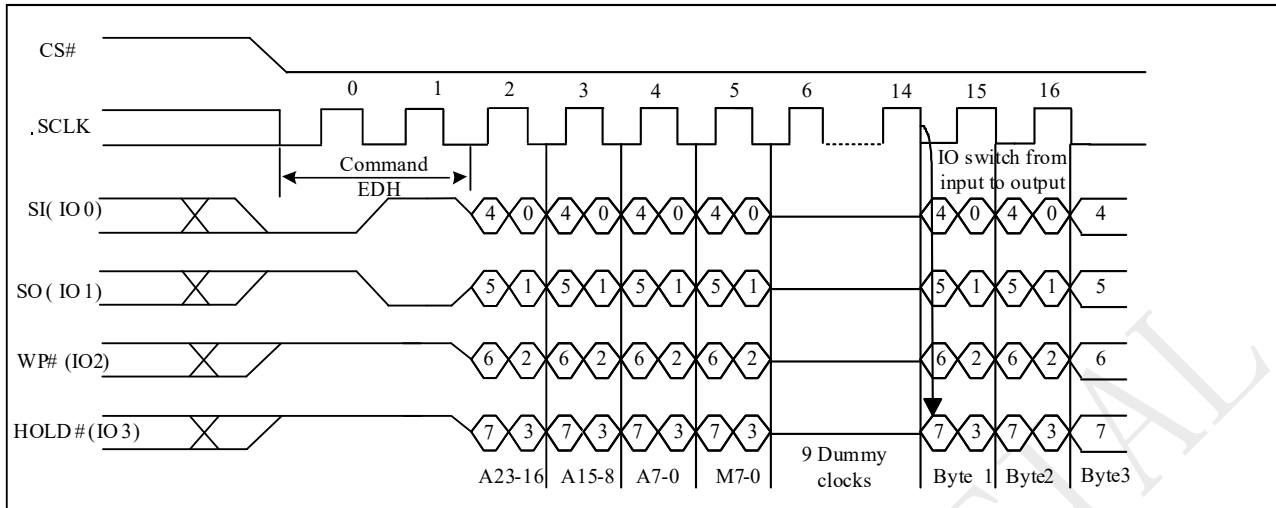 CS#
0 1 2 3 4 5 6 14 15 16
.SCLK
Command
EDH
IO switch from
input to output
SI( IO 0)
4 0 4 0 4 0 4 0 4 0 4 0 4
SO ( IO 1)
5 1 5 1 5 1 5 1 5 1 5 1 5
WP# (IO2)
6 2 6 2 6 2 6 2 6 2 6 2 6
HOLD #(IO 3)
7 3 7 3 7 3 7 3 7 3 7 3 7
A23-16 A15-8 A7-0 M7-0
9 Dummy
clocks
Byte 1 Byte2 Byte3